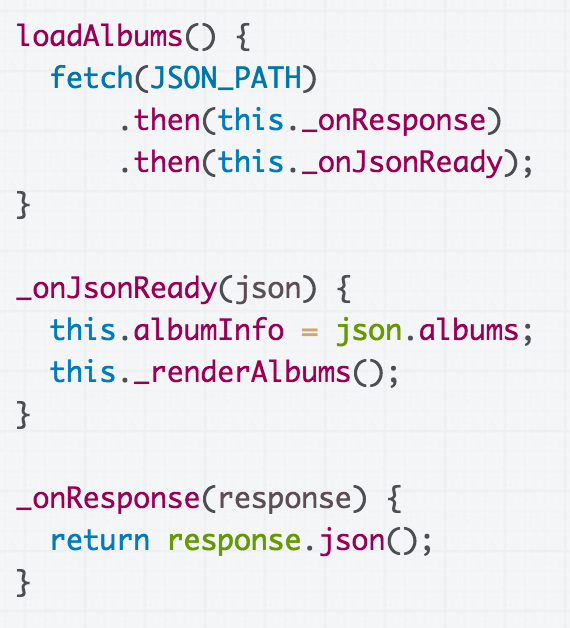 loadAlbums() {
  fetch(JSON_PATH)
      .then(this._onResponse)
      .then(this._onJsonReady);
}

_onJsonReady(json) {
  this.albumInfo = json.albums;
  this._renderAlbums();
}

_onResponse(response) {
  return response.json();
}